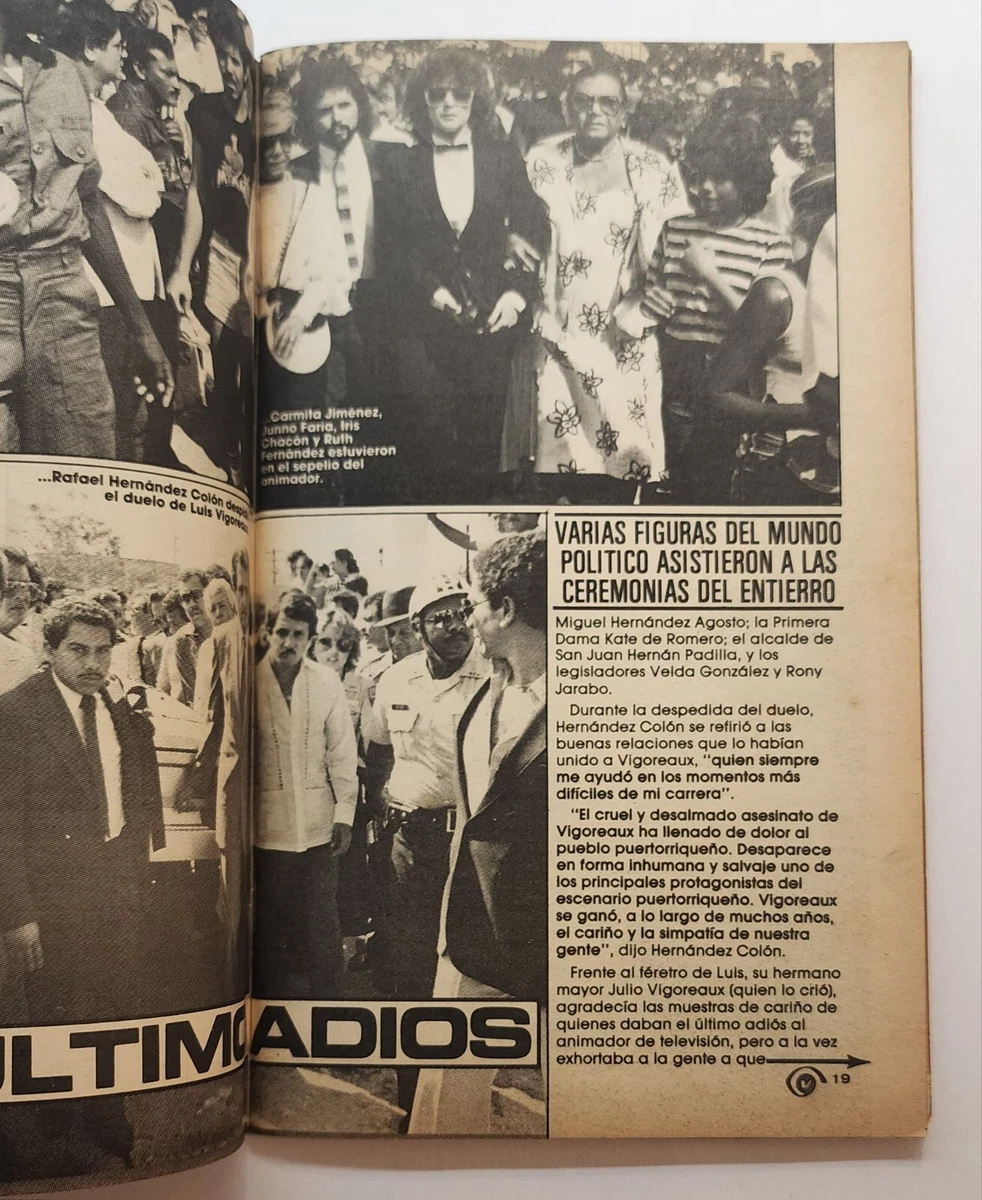 ...Rafael Hernández Colón despi
el duelo de Luis Vigorea
...Carmita Jiménez,
Junno Faría, Iris
Chacón y Ruth
Fernández estuvieron
en el sepelio del
animador.
ULTIMO ADIOS
VARIAS FIGURAS DEL MUNDO
POLITICO ASISTIERON A LAS
CEREMONIAS DEL ENTIERRO
Miguel Hernández Agosto; la Primera
Dama Kate de Romero; el alcalde de
San Juan Hernán Padilla, y los
legisladores Velda González y Rony
Jarabo.
Durante la despedida del duelo,
Hernández Colón se refirió a las
buenas relaciones que lo habían
unido a Vigoreaux, "quien siempre
me ayudó en los momentos más
difíciles de mi carrera".
"El cruel y desalmado asesinato de
Vigoreaux ha llenado de dolor al
pueblo puertorriqueño. Desaparece
en forma inhumana y salvaje uno de
los principales protagonistas del
escenario puertorriqueño. Vigoreaux
se ganó, a lo largo de muchos años,
el cariño y la simpatía de nuestra
gente", dijo Hernández Colón.
Frente al féretro de Luis, su hermano
mayor Julio Vigoreaux (quien lo crió),
agradecía las muestras de cariño de
quienes daban el último adiós al
animador de televisión, pero a la vez
exhortaba a la gente a que
V 19